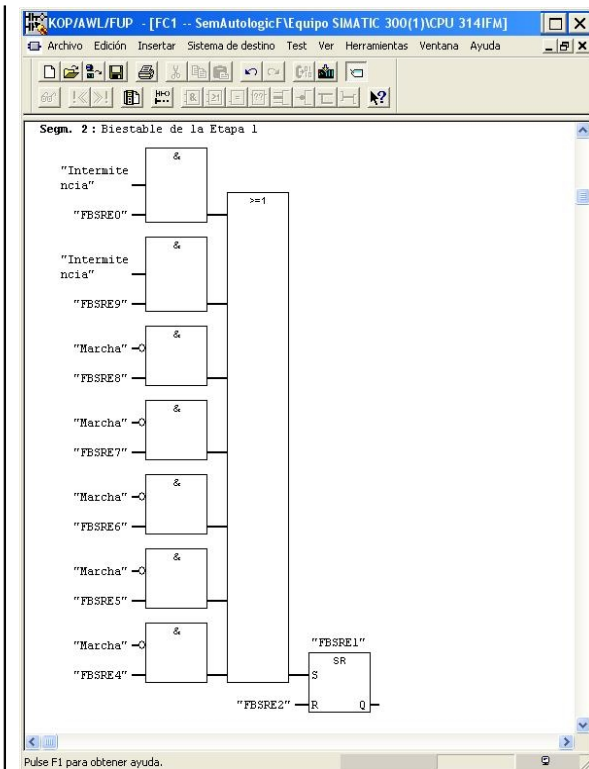 KOP/AWL/FUP - [FC1 -- SemAutologicF\Equipo SIMATIC 300(1)\CPU 314IFM]
Archivo Edición Insertar Sistema de destino Test Ver Herramientas Ventana Ayuda
Segm. 2 : Biestable de la Etapa 1
&
"Intermite
ncia"
"FBSRE0"
>=1
&
"Intermite
ncia"
"FBSRE9"
&
"Marcha"
"FBSRE8"
&
"Marcha"
"FBSRE7"
&
"Marcha"
"FBSRE6"
&
"Marcha"
"FBSRE5"
&
"Marcha"
"FBSRE4"
"FBSRE1"
SR
S
"FBSRE2" R Q
Pulse F1 para obtener ayuda.